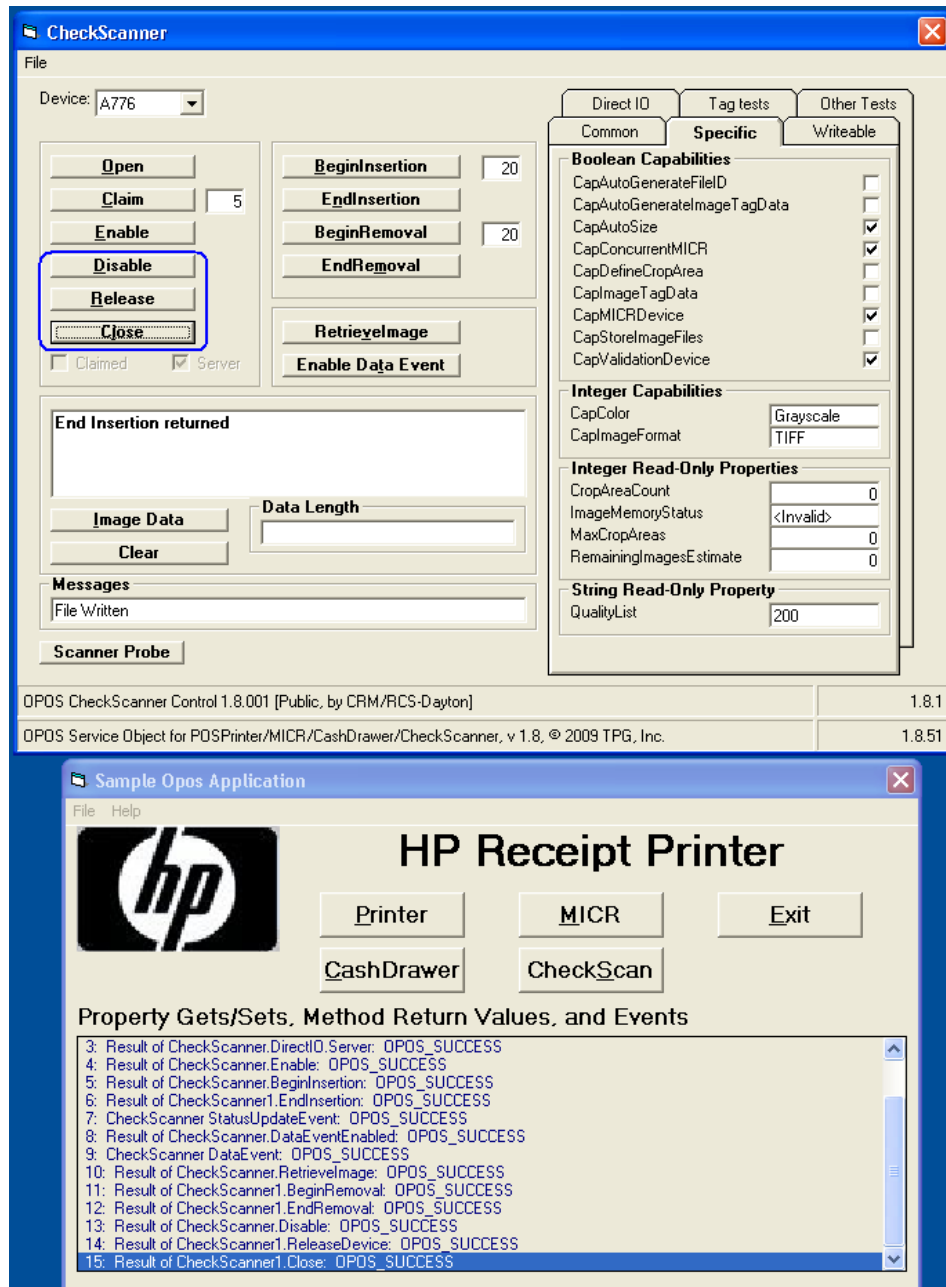 CheckScanner
File
Device: A776
Open
Claim 5
Enable
Disable
Release
Close
Claimed Server
BeginInsertion 20
EndInsertion
BeginRemoval 20
EndRemoval
RetrieveImage
Enable Data Event
End Insertion returned
Image Data
Clear
Data Length
Messages
File Written
Scanner Probe
Direct IO Tag tests Other Tests
Common Specific Writeable
Boolean Capabilities
CapAutoGenerateFileID
CapAutoGenerateImageTagData
CapAutoSize
CapConcurrentMICR
CapDefineCropArea
CapImageTagData
CapMICRDevice
CapStoreImageFiles
CapValidationDevice
Integer Capabilities
CapColor Grayscale
CapImageFormat TIFF
Integer Read-Only Properties
CropAreaCount 0
ImageMemoryStatus <Invalid>
MaxCropAreas 0
RemainingImagesEstimate 0
String Read-Only Property
QualityList 200
OPOS CheckScanner Control 1.8.001 [Public, by CRM/RCS-Dayton] 1.8.1
OPOS Service Object for POSPrinter/MICR/CashDrawer/CheckScanner, v 1.8, © 2009 TPG, Inc. 1.8.51
Sample Opos Application
File Help
hp
HP Receipt Printer
Printer MICR Exit
CashDrawer CheckScan
Property Gets/Sets, Method Return Values, and Events
3: Result of CheckScanner.DirectIO.Server: OPOS_SUCCESS
4: Result of CheckScanner.Enable: OPOS_SUCCESS
5: Result of CheckScanner.BeginInsertion: OPOS_SUCCESS
6: Result of CheckScanner1.EndInsertion: OPOS_SUCCESS
7: CheckScanner StatusUpdateEvent: OPOS_SUCCESS
8: Result of CheckScanner.DataEventEnabled: OPOS_SUCCESS
9: CheckScanner DataEvent: OPOS_SUCCESS
10: Result of CheckScanner.RetrieveImage: OPOS_SUCCESS
11: Result of CheckScanner1.BeginRemoval: OPOS_SUCCESS
12: Result of CheckScanner1.EndRemoval: OPOS_SUCCESS
13: Result of CheckScanner.Disable: OPOS_SUCCESS
14: Result of CheckScanner1.ReleaseDevice: OPOS_SUCCESS
15: Result of CheckScanner1.Close: OPOS_SUCCESS